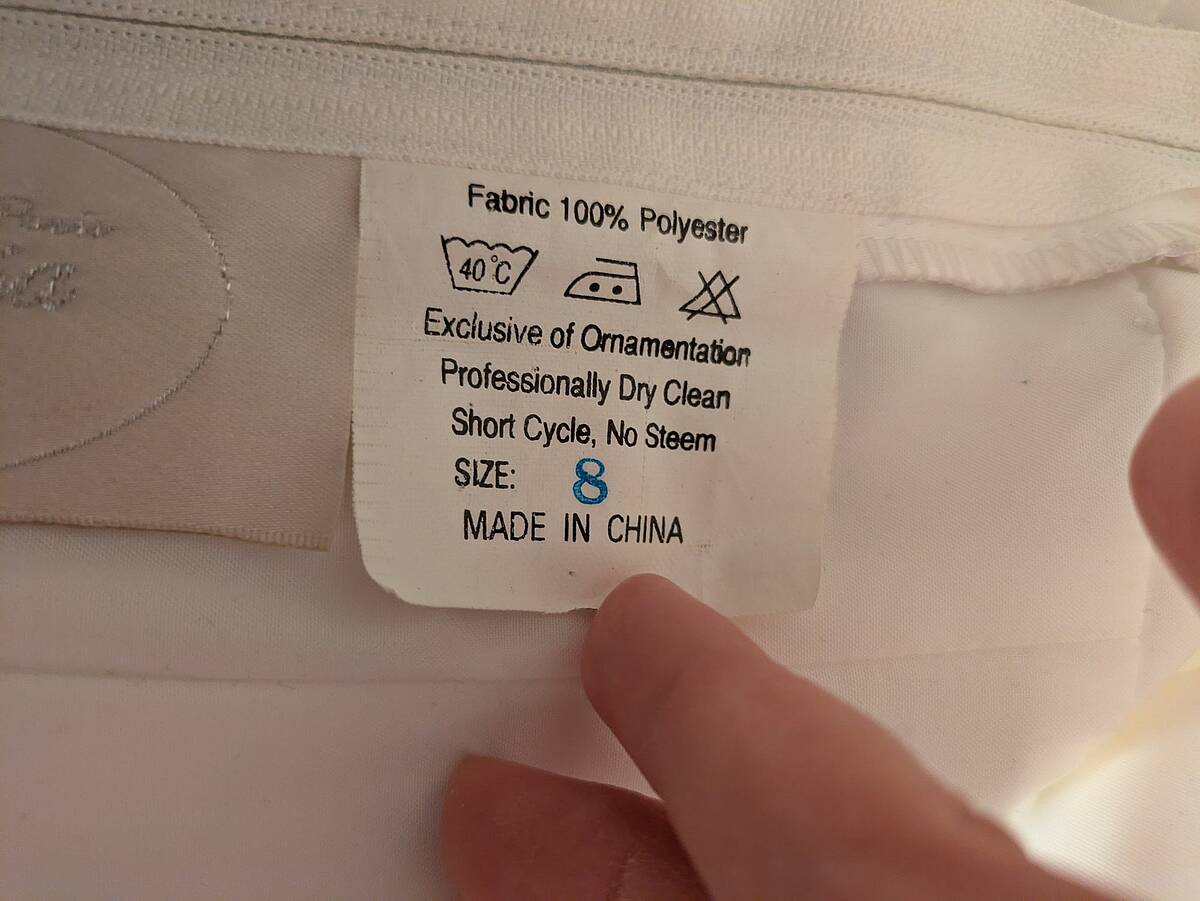 Fabric 100% Polyester
40°C
Exclusive of Ornamentation
Professionally Dry Clean
Short Cycle, No Steem
SIZE: 8
MADE IN CHINA